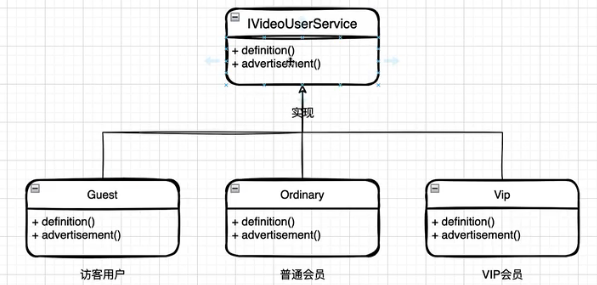 IVideoUserService
+ definition()
+ advertisement()
实现
Guest
+ definition()
+ advertisement()
访客用户
Ordinary
+ definition()
+ advertisement()
普通会员
Vip
+ definition()
+ advertisement()
VIP会员